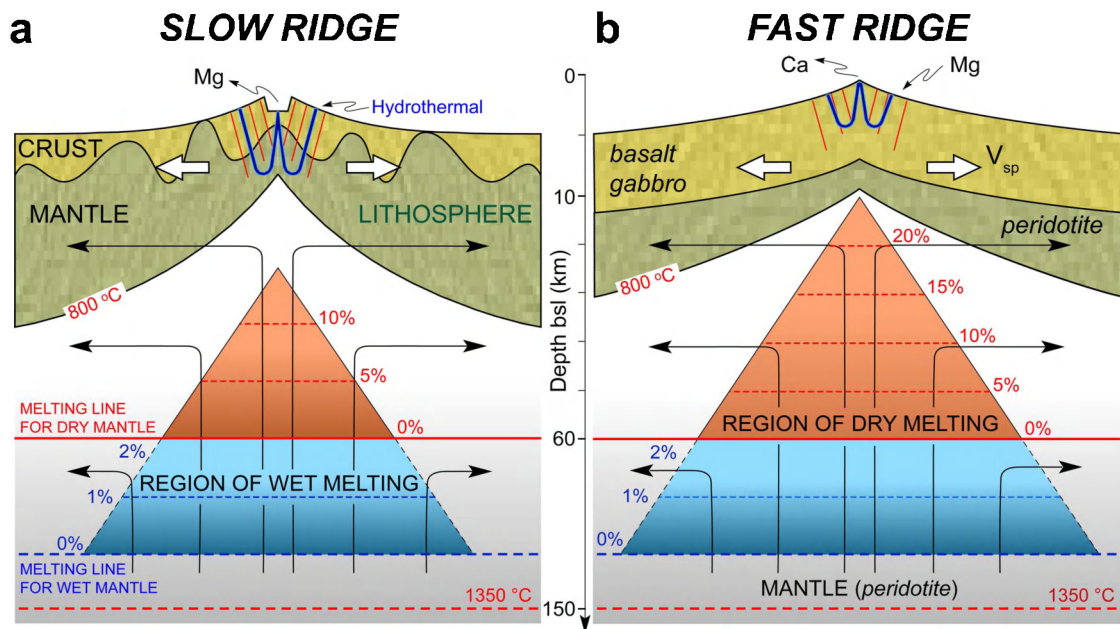 a
SLOW RIDGE
Mg
Hydrothermal
CRUST
MANTLE
LITHOSPHERE
800 °C
10%
5%
MELTING LINE
FOR DRY MANTLE
0%
2%
REGION OF WET MELTING
1%
0%
MELTING LINE
FOR WET MANTLE
1350 °C
0
10
Depth bsl (km)
60
150
b
FAST RIDGE
Ca
Mg
basalt
gabbro
Vsp
peridotite
800 °C
20%
15%
10%
5%
REGION OF DRY MELTING
0%
2%
1%
0%
MANTLE (peridotite)
1350 °C